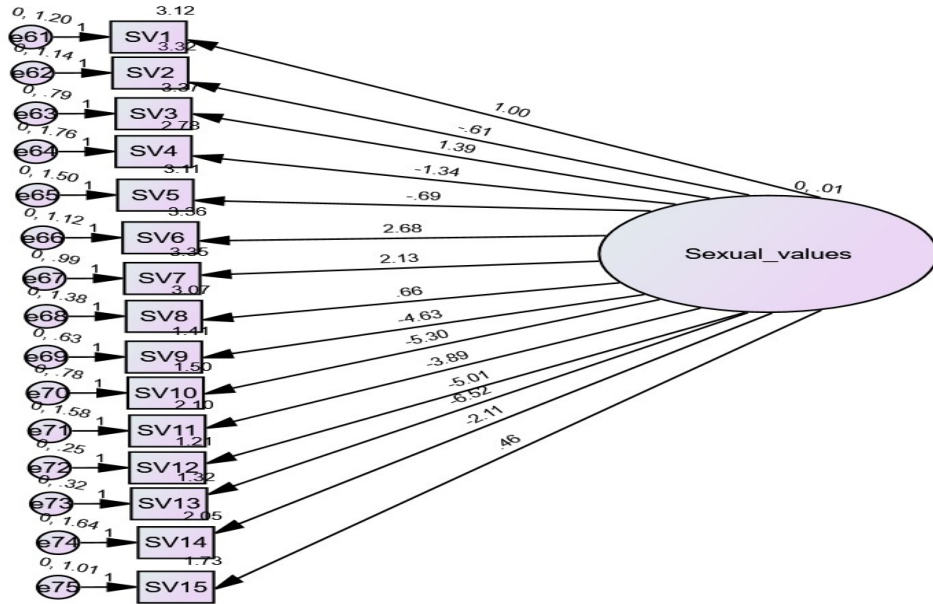 3.12
0, 1.20
e61 1 SV1
3.32
0, 1.14
e62 1 SV2
3.37
0, .79
e63 1 SV3
2.78
0, 1.76
e64 1 SV4
3.11
0, 1.50
e65 1 SV5
3.36
0, 1.12
e66 1 SV6
3.35
0, .99
e67 1 SV7
3.07
0, 1.38
e68 1 SV8
1.41
0, .63
e69 1 SV9
1.50
0, .78
e70 1 SV10
2.10
0, 1.58
e71 1 SV11
1.21
0, .25
e72 1 SV12
1.32
0, .32
e73 1 SV13
2.05
0, 1.64
e74 1 SV14
1.73
0, 1.01
e75 1 SV15
1.00
-.61
1.39
-1.34
-.69
2.68
2.13
.66
-4.63
-5.30
-3.89
-5.01
-6.52
-2.11
.46
0, .01
Sexual_values